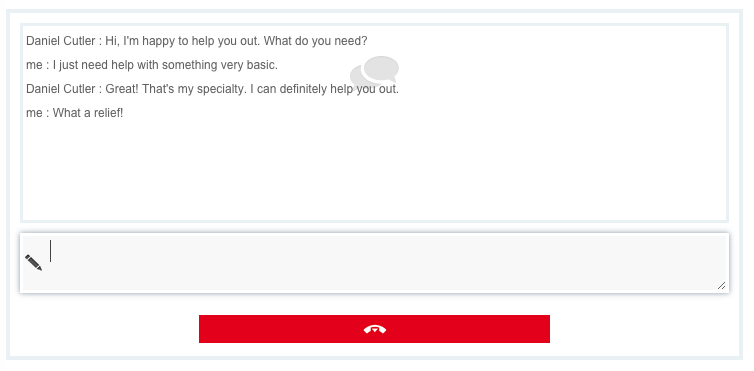 Daniel Cutler : Hi, I'm happy to help you out. What do you need?
me : I just need help with something very basic.
Daniel Cutler : Great! That's my specialty. I can definitely help you out.
me : What a relief!